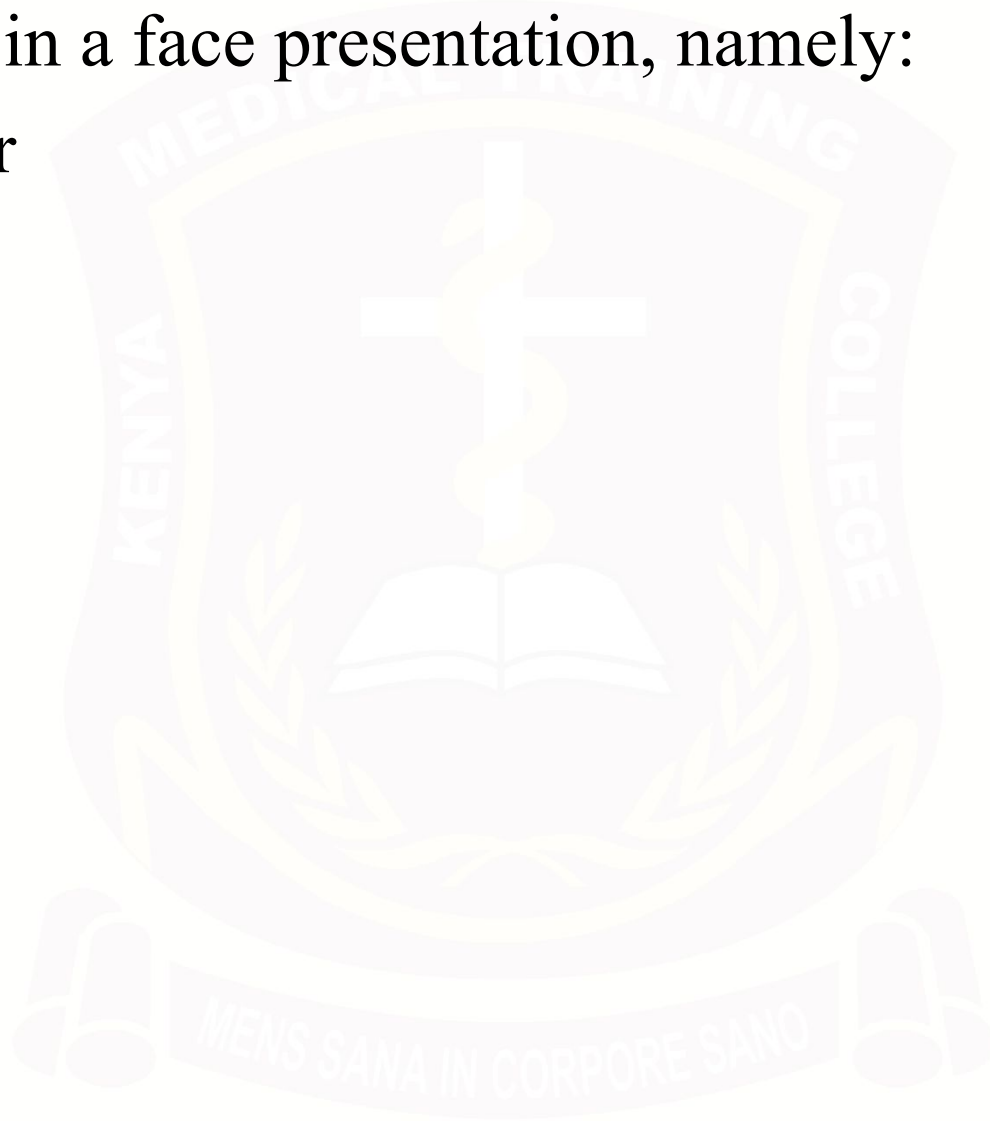 in a face presentation, namely:
r
MEDICAL TRAINING
KENYA
COLLEGE
MENS SANA IN CORPORE SANO